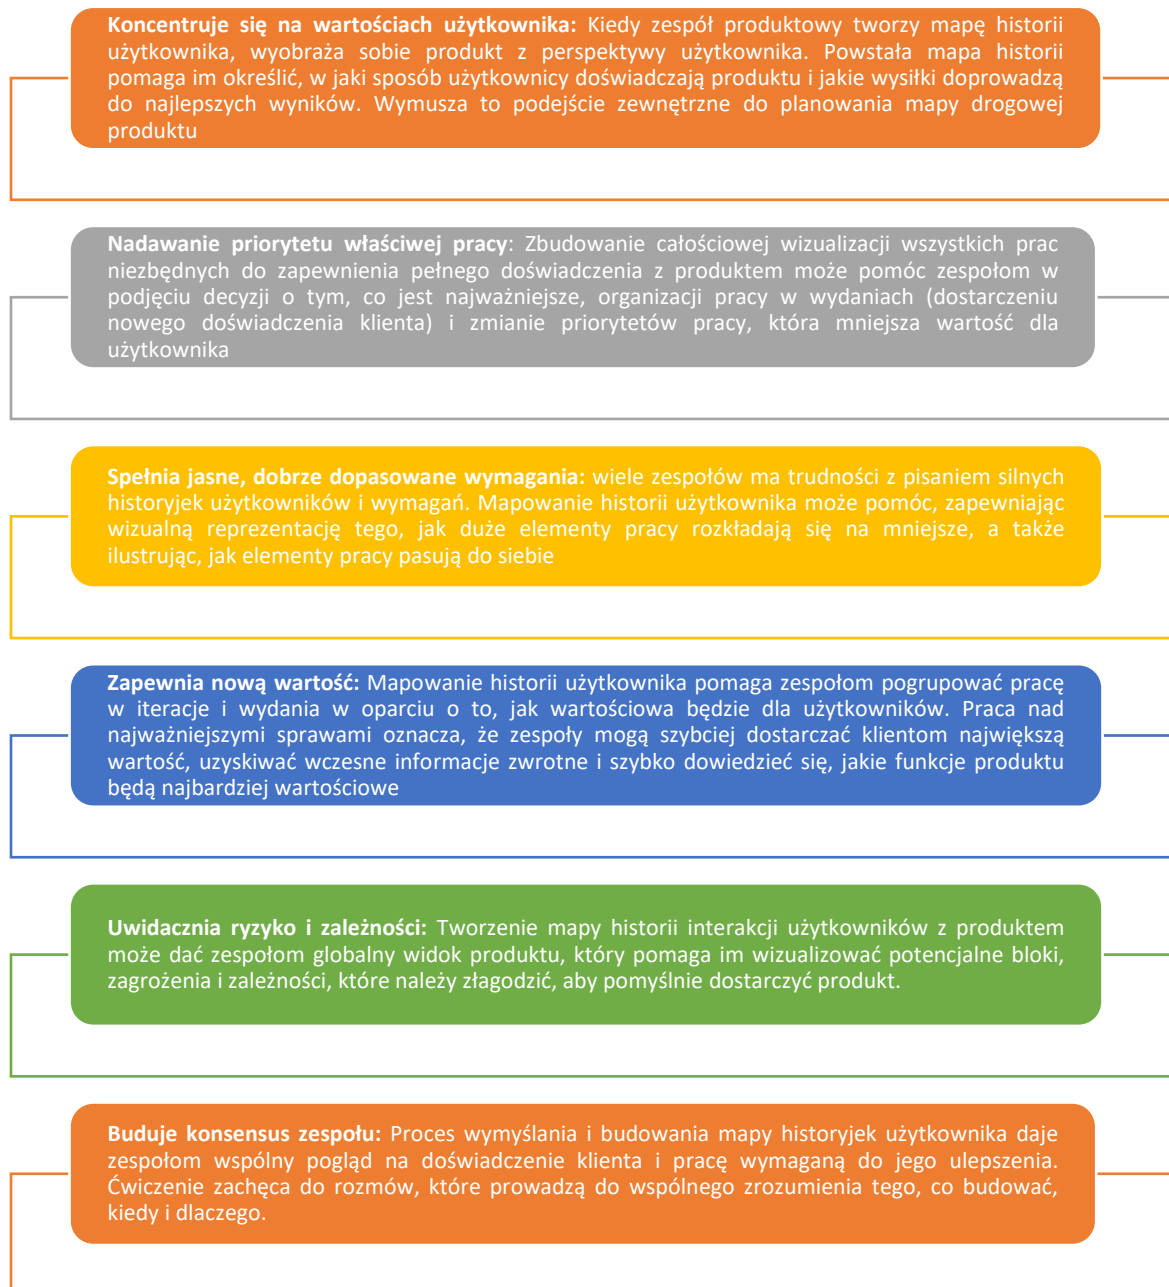 Koncentruje się na wartościach użytkownika: Kiedy zespół produktowy tworzy mapę historii
użytkownika, wyobraża sobie produkt z perspektywy użytkownika. Powstała mapa historii
pomaga im określić, w jaki sposób użytkownicy doświadczają produktu i jakie wysiłki doprowadzą
do najlepszych wyników. Wymusza to podejście zewnętrzne do planowania mapy drogowej
produktu
Nadawanie priorytetu właściwej pracy: Zbudowanie całościowej wizualizacji wszystkich prac
niezbędnych do zapewnienia pełnego doświadczenia z produktem może pomóc zespołom w
podjęciu decyzji o tym, co jest najważniejsze, organizacji pracy w wydaniach (dostarczeniu
nowego doświadczenia klienta) i zmianie priorytetów pracy, która mniejsza wartość dla
użytkownika
Spełnia jasne, dobrze dopasowane wymagania: wiele zespołów ma trudności z pisaniem silnych
historyjek użytkowników i wymagań. Mapowanie historii użytkownika może pomóc, zapewniając
wizualną reprezentację tego, jak duże elementy pracy rozkładają się na mniejsze, a także
ilustrując, jak elementy pracy pasują do siebie
Zapewnia nową wartość: Mapowanie historii użytkownika pomaga zespołom pogrupować pracę
w iteracje i wydania w oparciu o to, jak wartościowa będzie dla użytkowników. Praca nad
najważniejszymi sprawami oznacza, że zespoły mogą szybciej dostarczać klientom największą
wartość, uzyskiwać wczesne informacje zwrotne i szybko dowiedzieć się, jakie funkcje produktu
będą najbardziej wartościowe
Uwidacznia ryzyko i zależności: Tworzenie mapy historii interakcji użytkowników z produktem
może dać zespołom globalny widok produktu, który pomaga im wizualizować potencjalne bloki,
zagrożenia i zależności, które należy złagodzić, aby pomyślnie dostarczyć produkt.
Buduje konsensus zespołu: Proces wymyślania i budowania mapy historyjek użytkownika daje
zespołom wspólny pogląd na doświadczenie klienta i pracę wymaganą do jego ulepszenia.
Ćwiczenie zachęca do rozmów, które prowadzą do wspólnego zrozumienia tego, co budować,
kiedy i dlaczego.